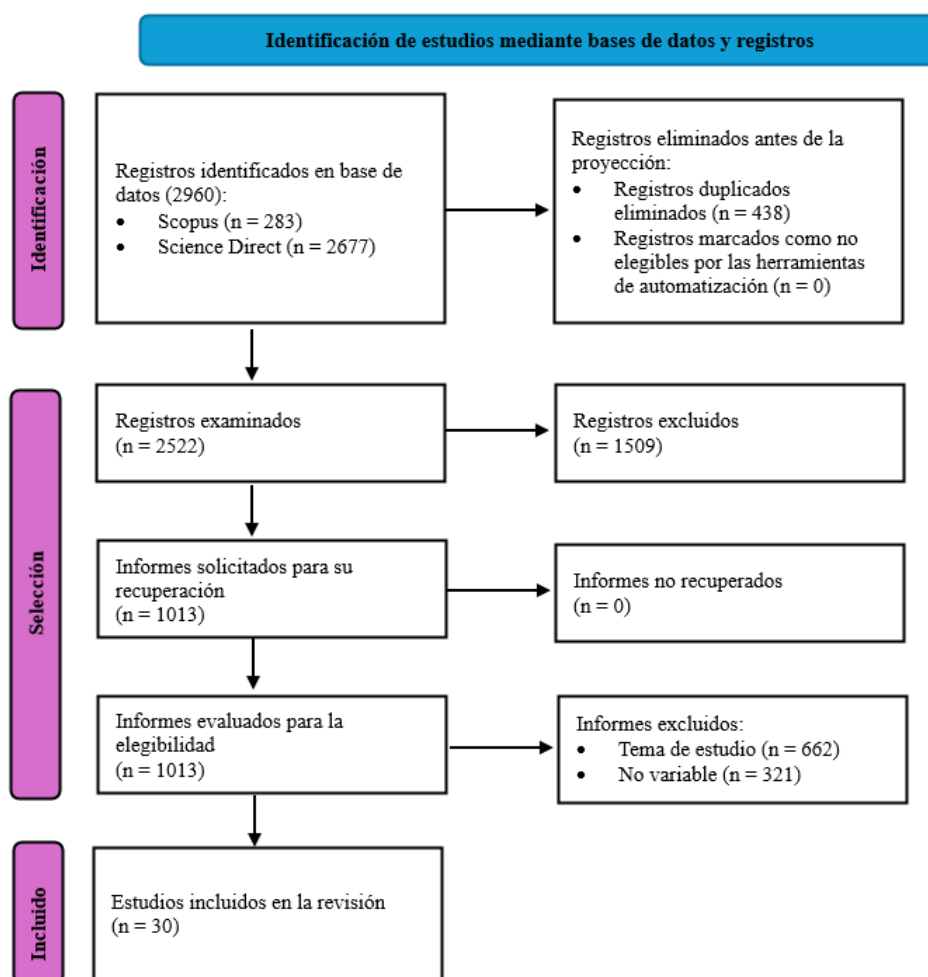 Identificación de estudios mediante bases de datos y registros
Identificación
Registros identificados en base de
datos (2960):
• Scopus (n = 283)
• Science Direct (n = 2677)
Registros eliminados antes de la
proyección:
• Registros duplicados
eliminados (n = 438)
• Registros marcados como no
elegibles por las herramientas
de automatización (n = 0)
Selección
Registros examinados
(n = 2522)
Registros excluidos
(n = 1509)
Informes solicitados para su
recuperación
(n = 1013)
Informes no recuperados
(n = 0)
Informes evaluados para la
elegibilidad
(n = 1013)
Informes excluidos:
• Tema de estudio (n = 662)
• No variable (n = 321)
Incluido
Estudios incluidos en la revisión
(n = 30)